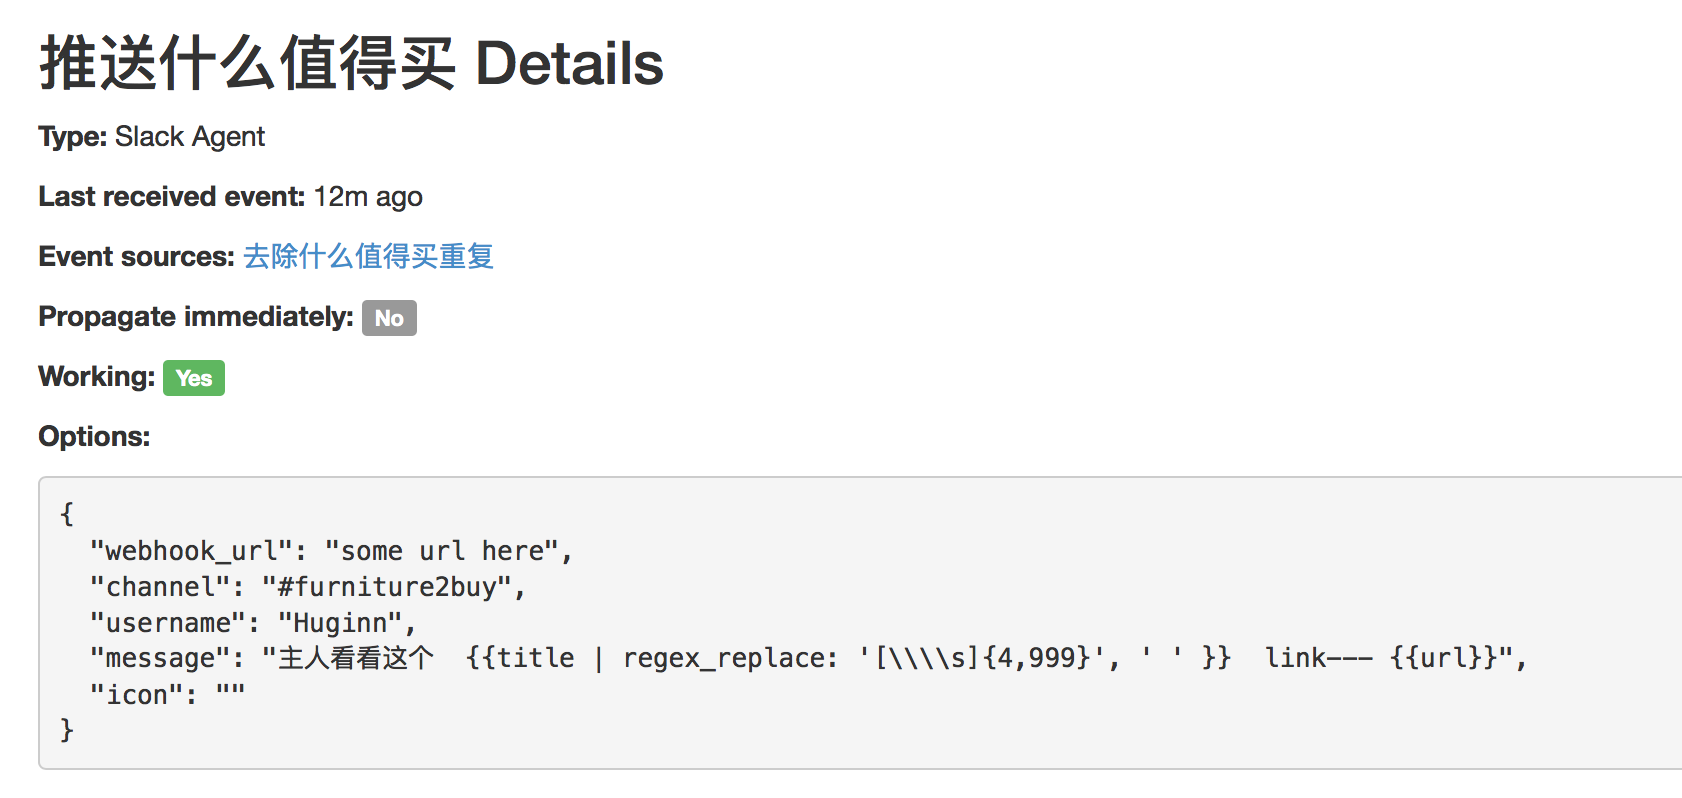 推送什么值得买 Details
Type: Slack Agent
Last received event: 12m ago
Event sources: 去除什么值得买重复
Propagate immediately: No
Working: Yes
Options:
{
  "webhook_url": "some url here",
  "channel": "#furniture2buy",
  "username": "Huginn",
  "message": "主人看看这个  {{title | regex_replace: '[\\\\s]{4,999}', ' ' }}  link--- {{url}}",
  "icon": ""
}